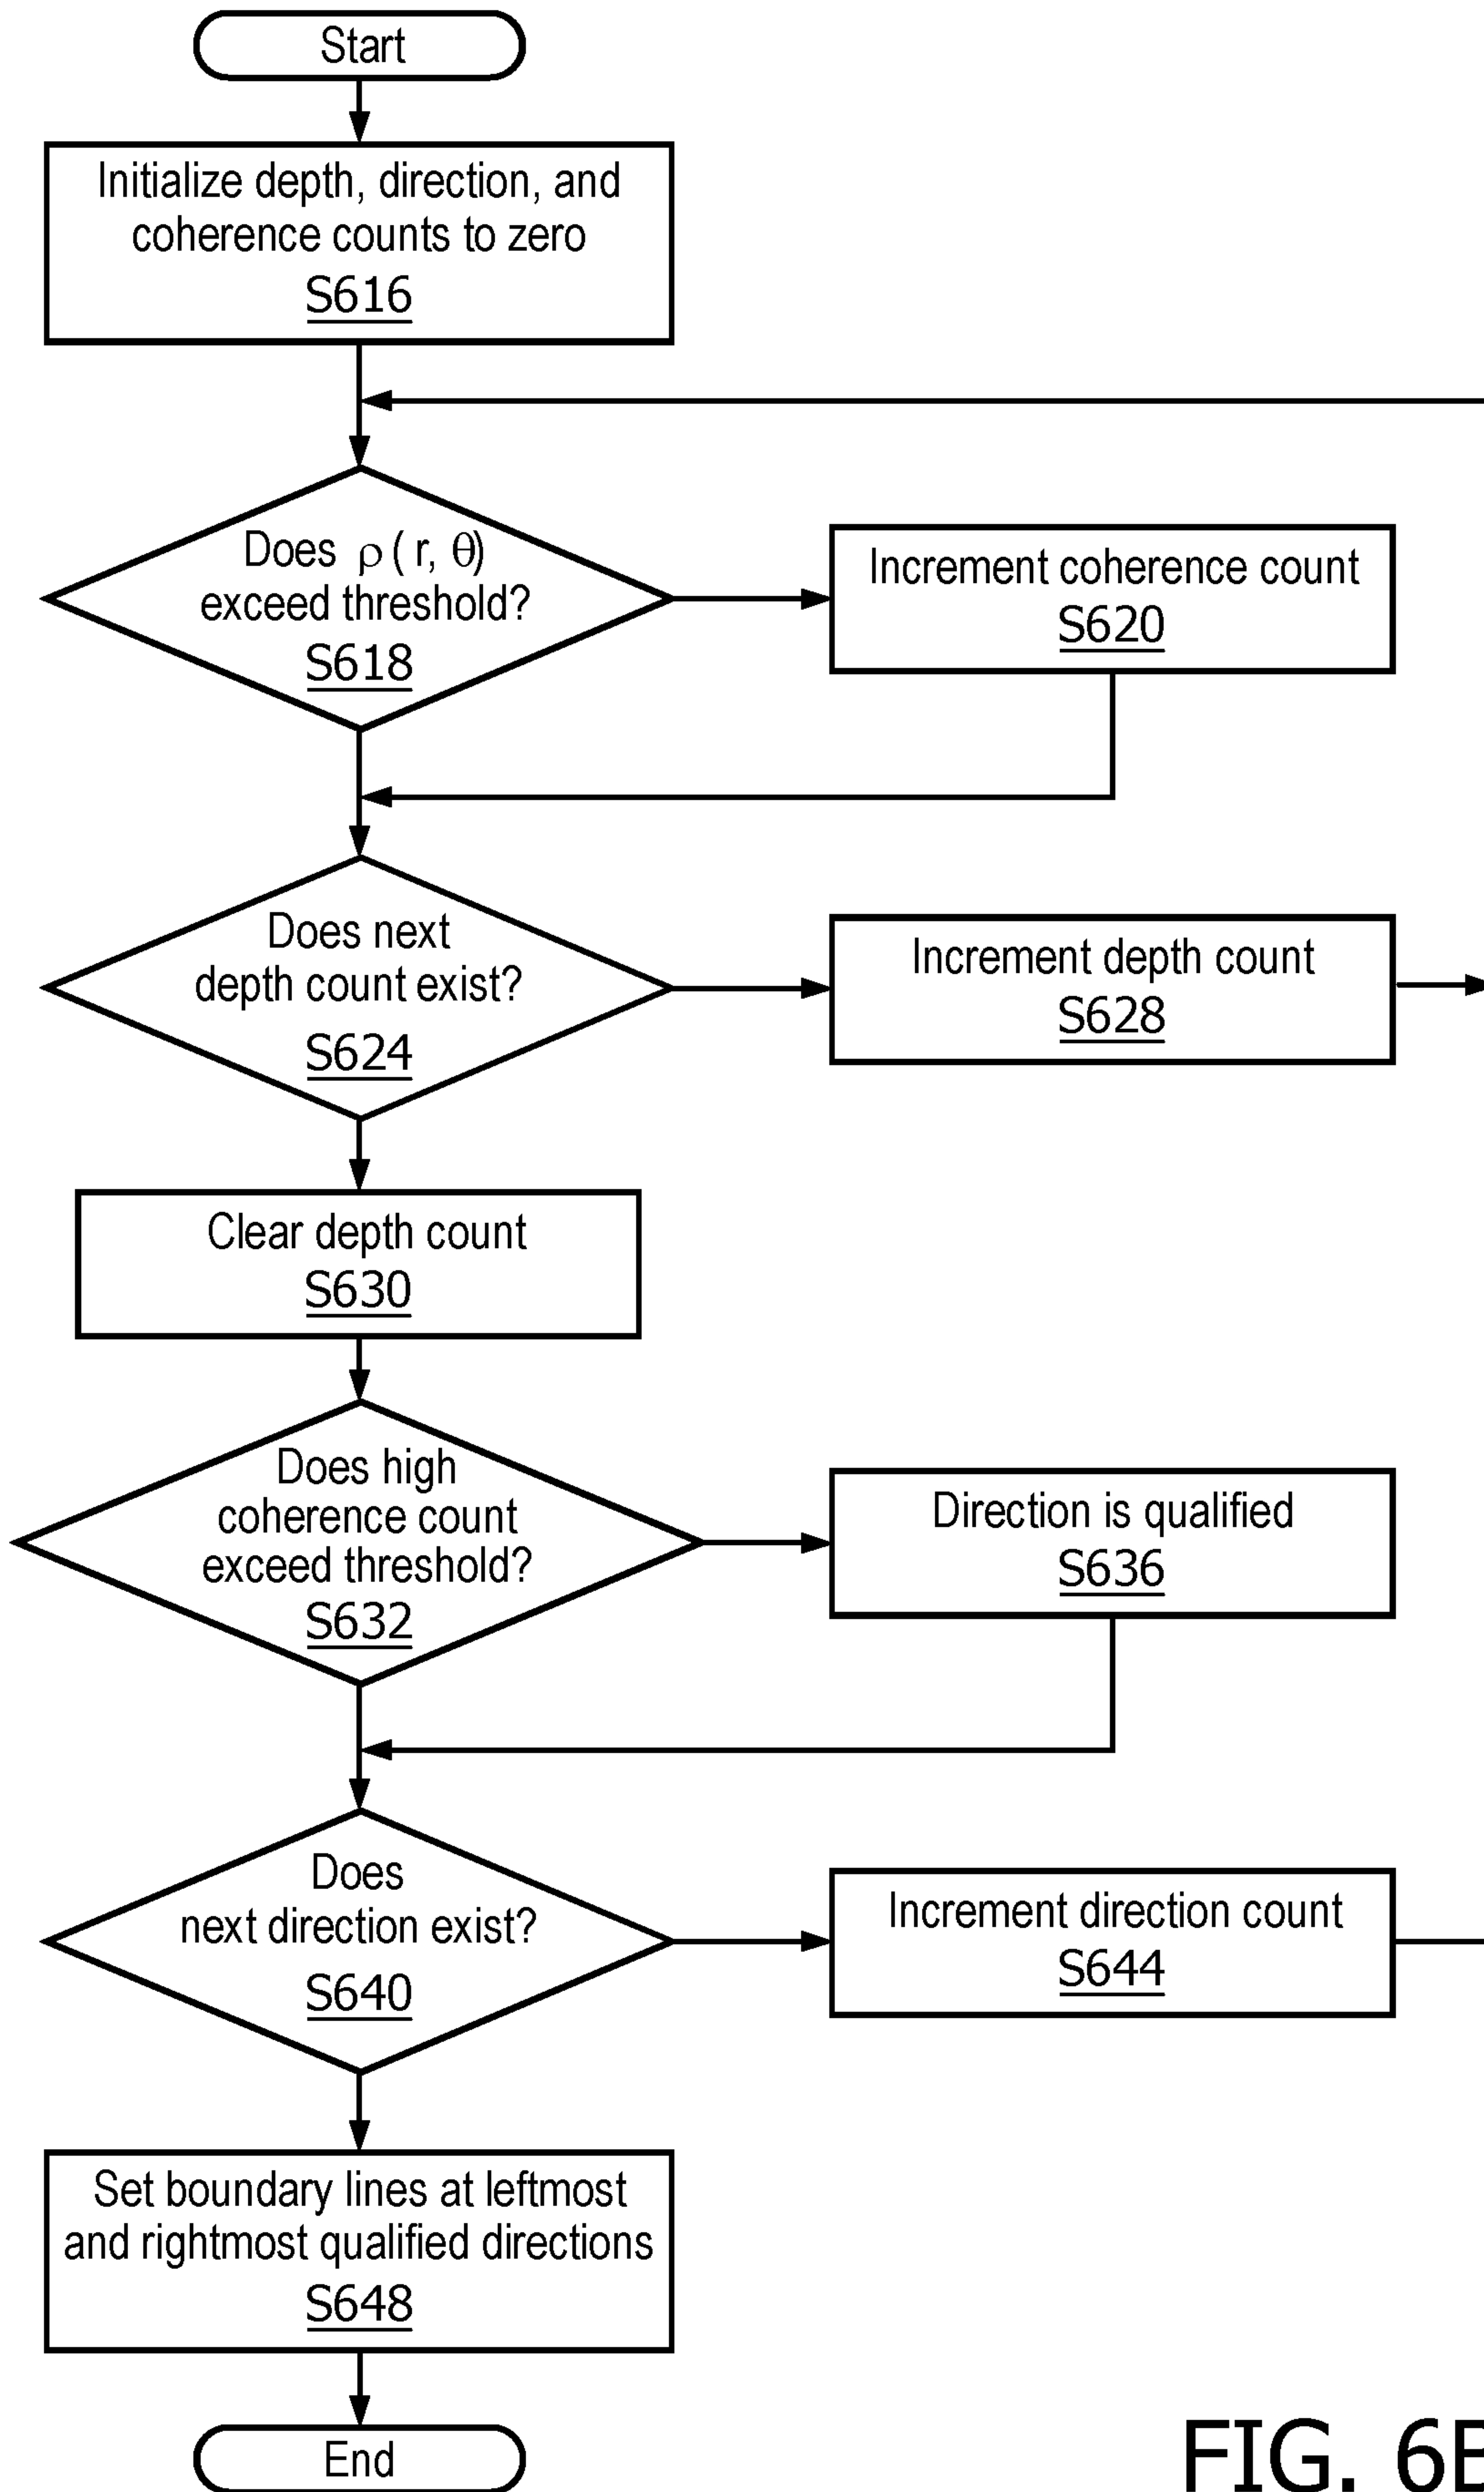 Start
Initialize depth, direction, and
coherence counts to zero
S616
Does ρ( r, θ)
exceed threshold?
S618
Increment coherence count
S620
Does next
depth count exist?
S624
Increment depth count
S628
Clear depth count
S630
Does high
coherence count
exceed threshold?
S632
Direction is qualified
S636
Does
next direction exist?
S640
Increment direction count
S644
Set boundary lines at leftmost
and rightmost qualified directions
S648
End
FIG. 6B